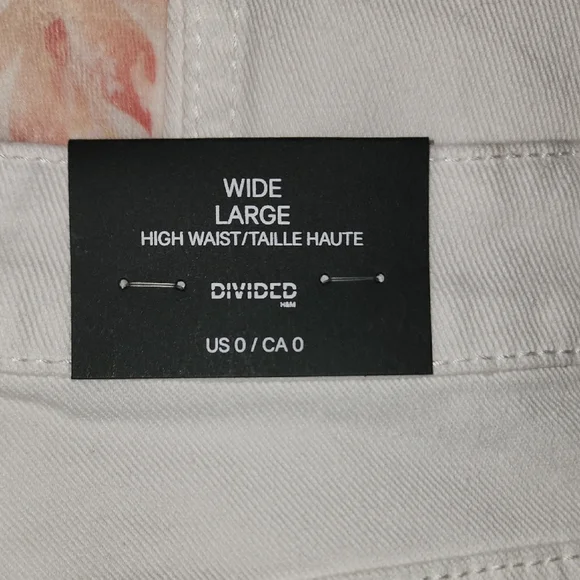 WIDE
LARGE
HIGH WAIST/TAILLE HAUTE
DIVIDED
H&M
US 0 / CA 0